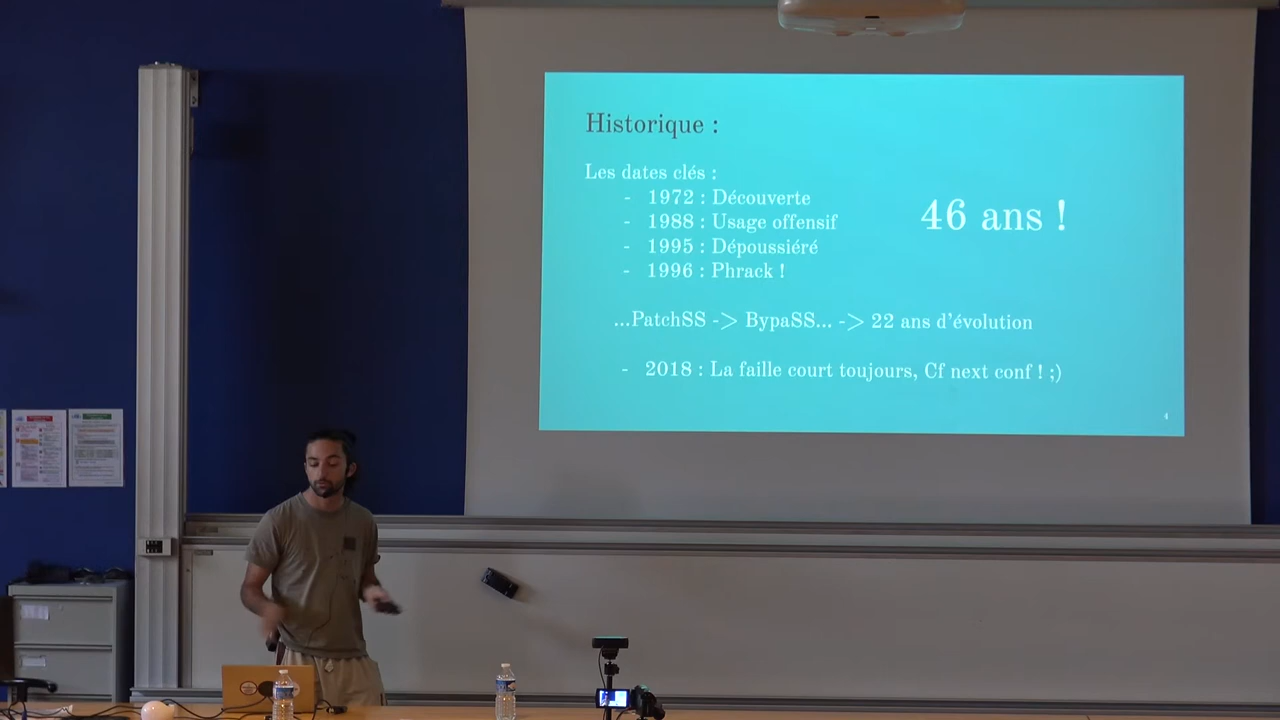 Historique :
Les dates clés :
- 1972 : Découverte
- 1988 : Usage offensif
- 1995 : Dépoussiéré
- 1996 : Phrack !
46 ans !
...PatchSS -> BypaSS... -> 22 ans d'évolution
- 2018 : La faille court toujours, Cf next conf ! ;)
4